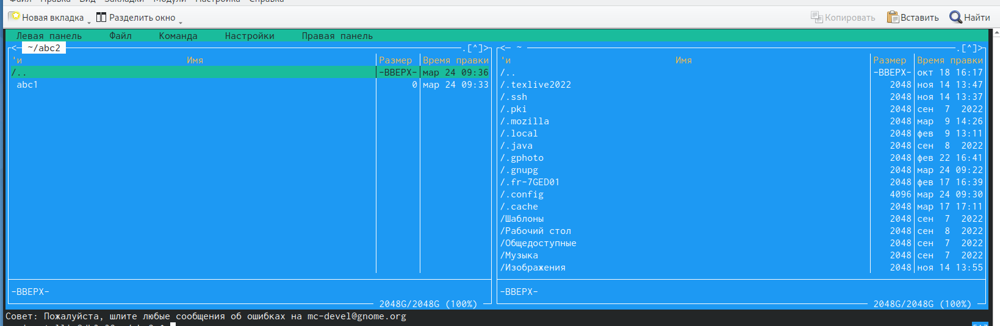 Файл Правка Вид Закладки Модули Настройка Справка
Новая вкладка Разделить окно Копировать Вставить Найти
Левая панель Файл Команда Настройки Правая панель
<─ ~/abc2 .[^]> <─ ~ .[^]>
'и Имя Размер Время правки 'и Имя Размер Время правки
/.. -ВВЕРХ- мар 24 09:36 /.. -ВВЕРХ- окт 18 16:17
abc1 0 мар 24 09:33 /.texlive2022 2048 ноя 14 13:47
/.ssh 2048 ноя 14 13:37
/.pki 2048 сен 7 2022
/.mozilla 2048 мар 9 14:26
/.local 2048 фев 9 13:11
/.java 2048 сен 8 2022
/.gphoto 2048 фев 22 16:41
/.gnupg 2048 мар 24 09:22
/.fr-7GED01 2048 фев 17 16:39
/.config 4096 мар 24 09:30
/.cache 2048 мар 17 17:11
/Шаблоны 2048 сен 7 2022
/Рабочий стол 2048 сен 8 2022
/Общедоступные 2048 сен 7 2022
/Музыка 2048 сен 7 2022
/Изображения 2048 ноя 14 13:55
-ВВЕРХ- -ВВЕРХ-
2048G/2048G (100%) 2048G/2048G (100%)
Совет: Пожалуйста, шлите любые сообщения об ошибках на mc-devel@gnome.org